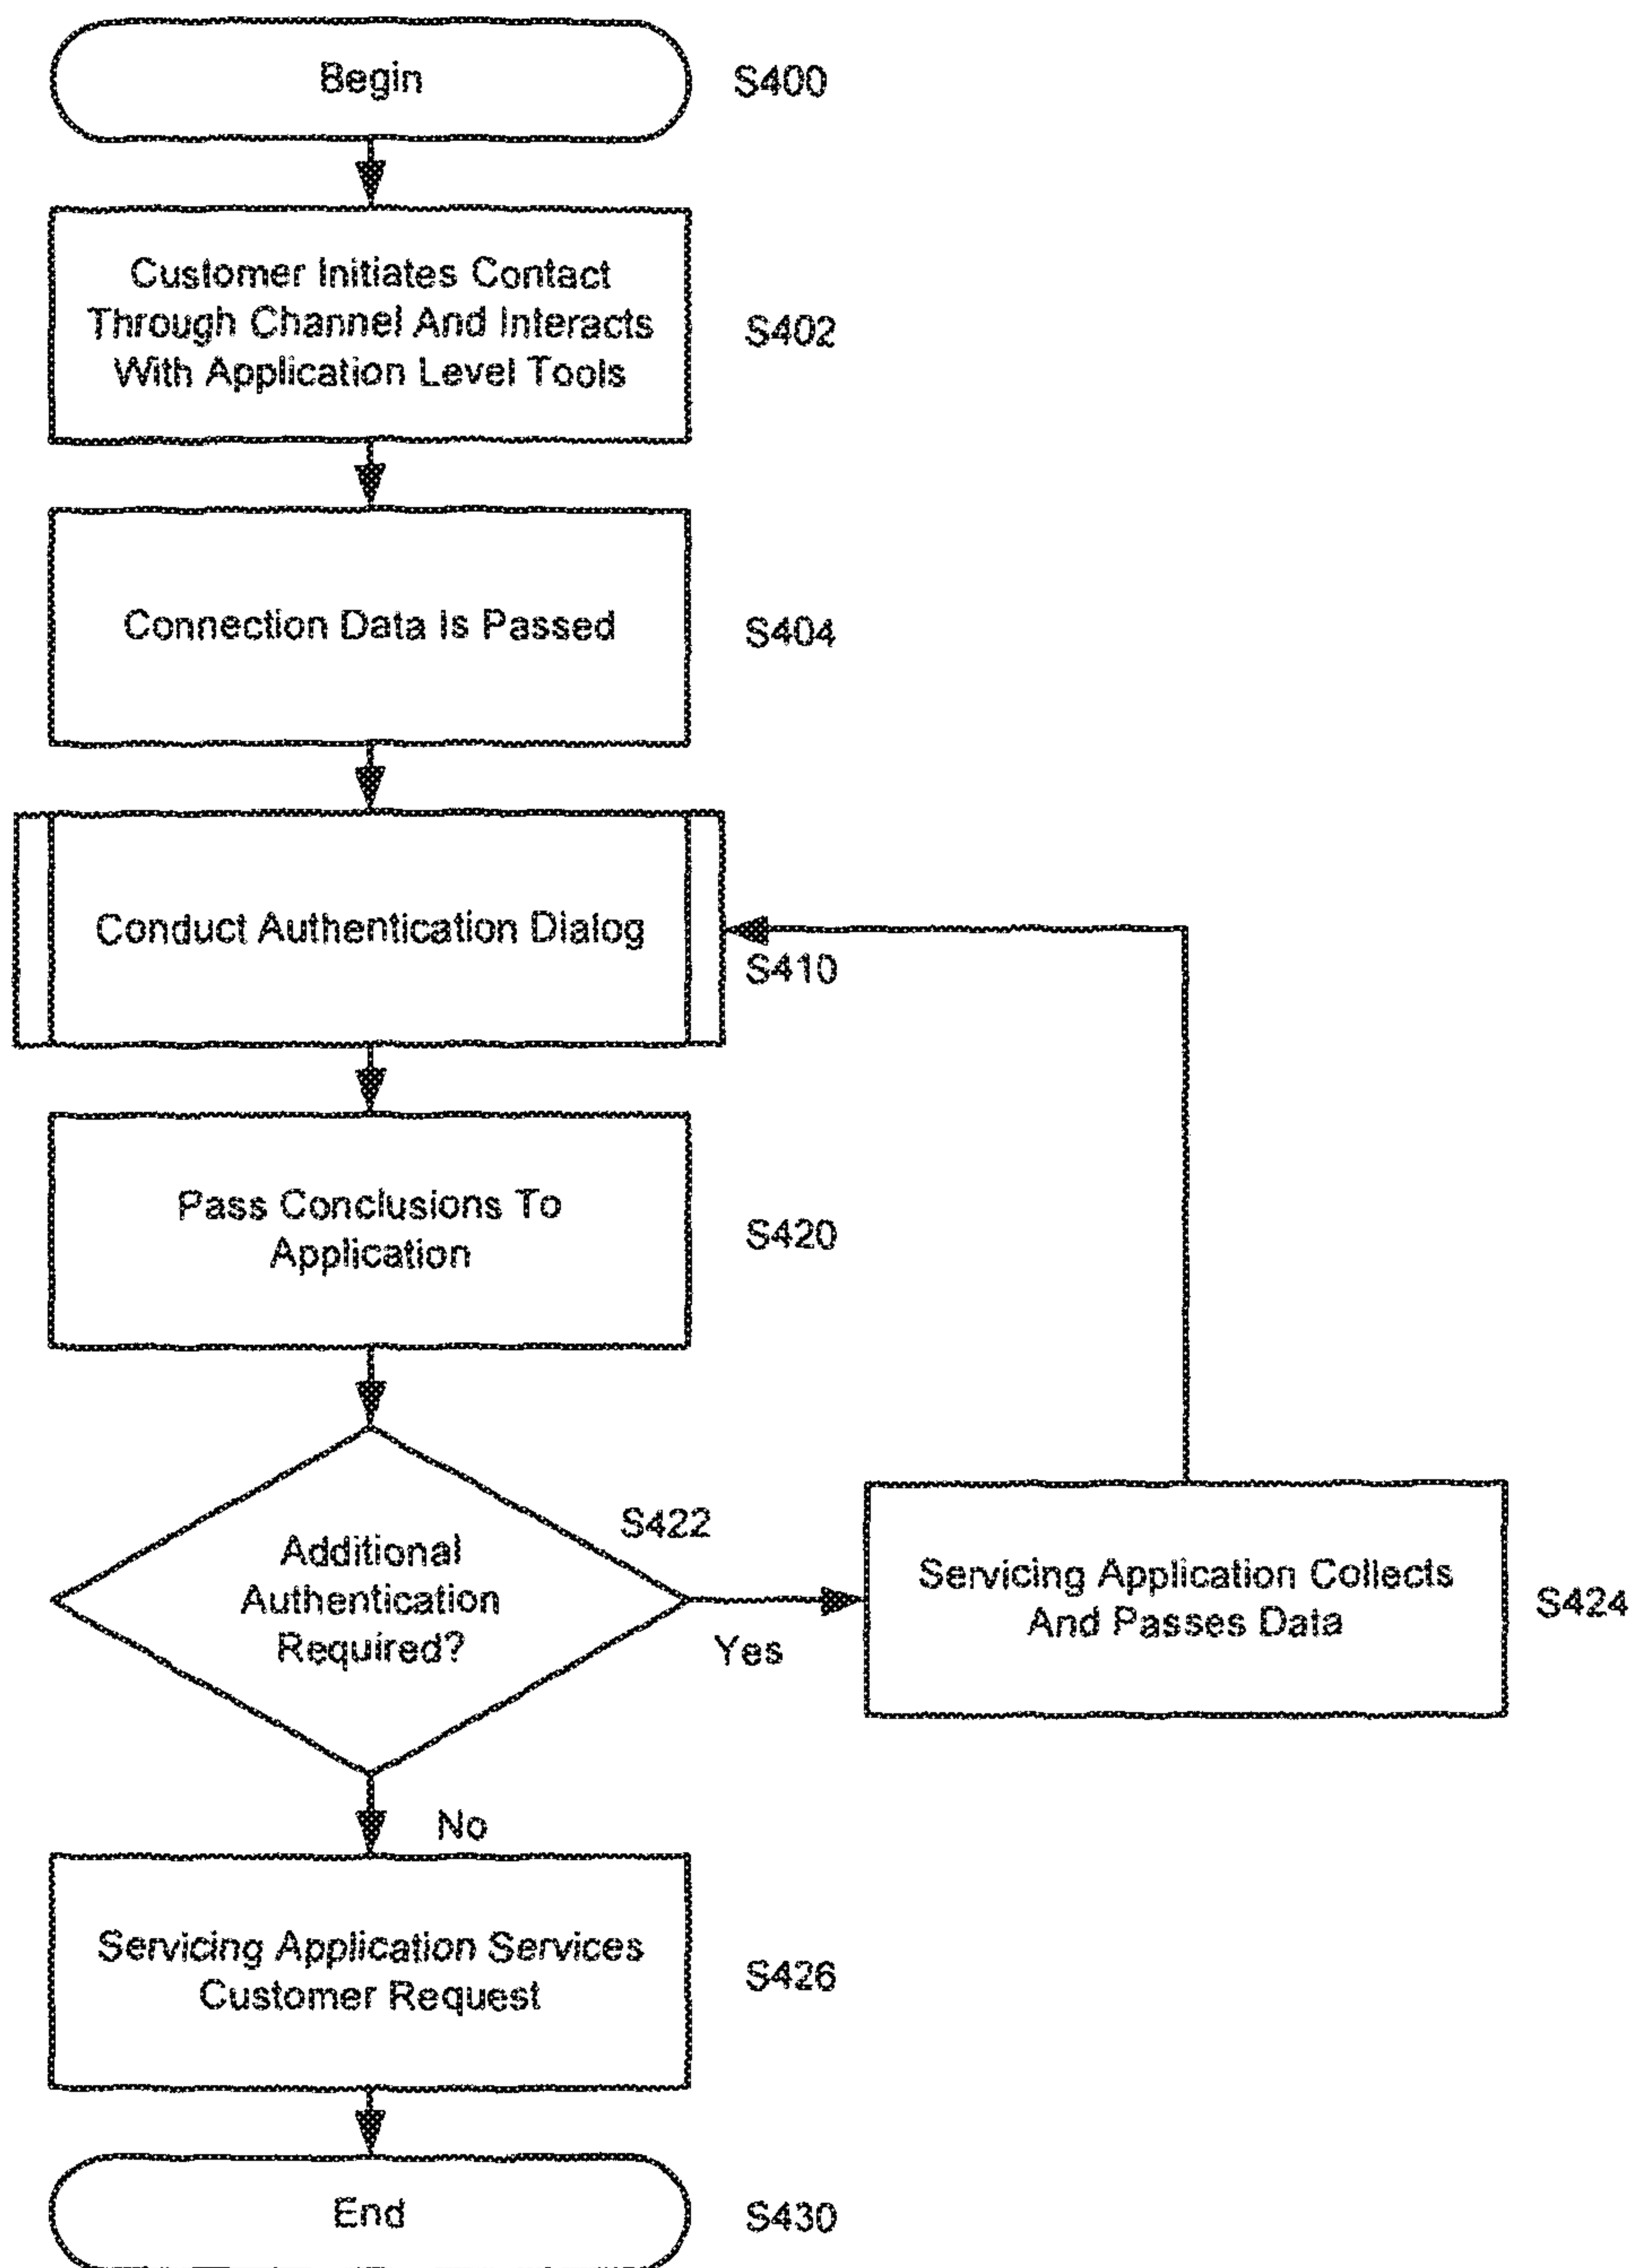 Begin
S400
Customer Initiates Contact
Through Channel And Interacts
With Application Level Tools
S402
Connection Data Is Passed
S404
Conduct Authentication Dialog
S410
Pass Conclusions To
Application
S420
Additional
Authentication
Required?
S422
Yes
Servicing Application Collects
And Passes Data
S424
No
Servicing Application Services
Customer Request
S426
End
S430